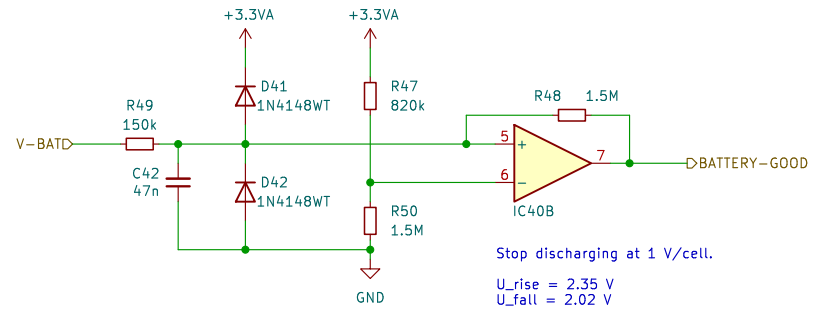 +3.3VA
+3.3VA
D41
1N4148WT
R47
820k
R48
1.5M
R49
150k
V-BAT
5
+
7
BATTERY-GOOD
C42
47n
D42
1N4148WT
6
−
IC40B
R50
1.5M
GND
Stop discharging at 1 V/cell.
U_rise = 2.35 V
U_fall = 2.02 V